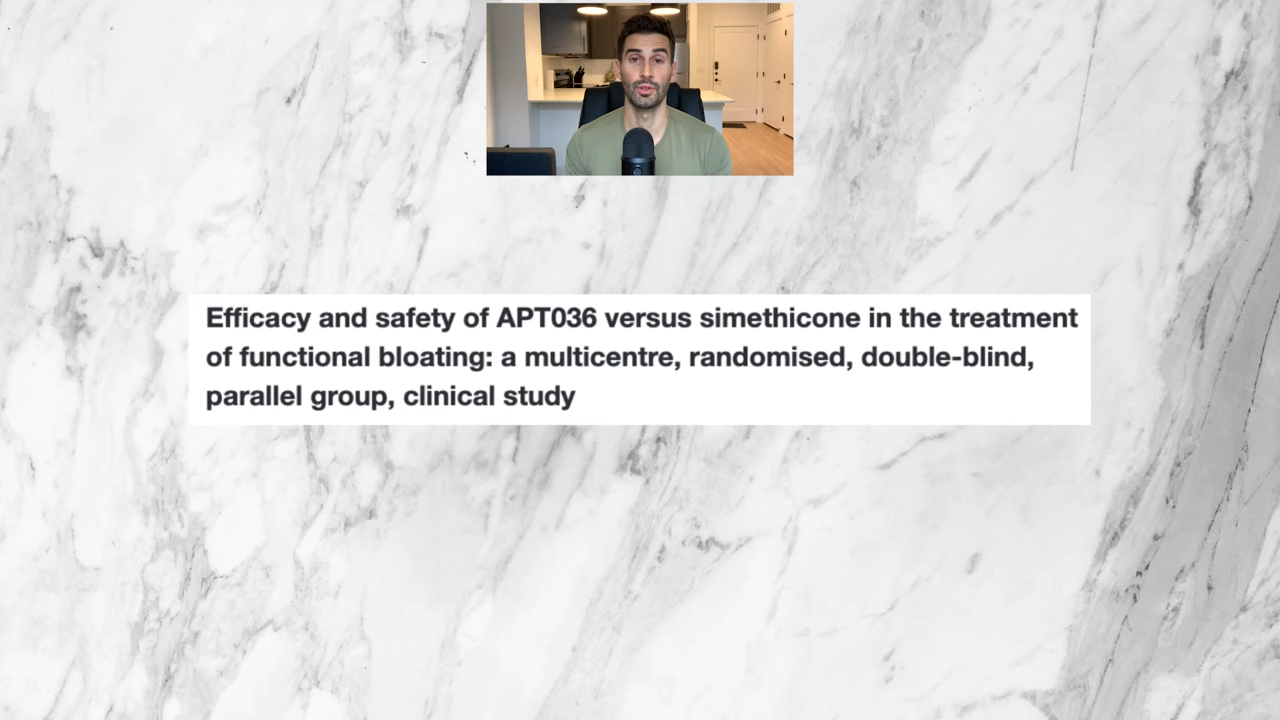 Efficacy and safety of APT036 versus simethicone in the treatment
of functional bloating: a multicentre, randomised, double-blind,
parallel group, clinical study